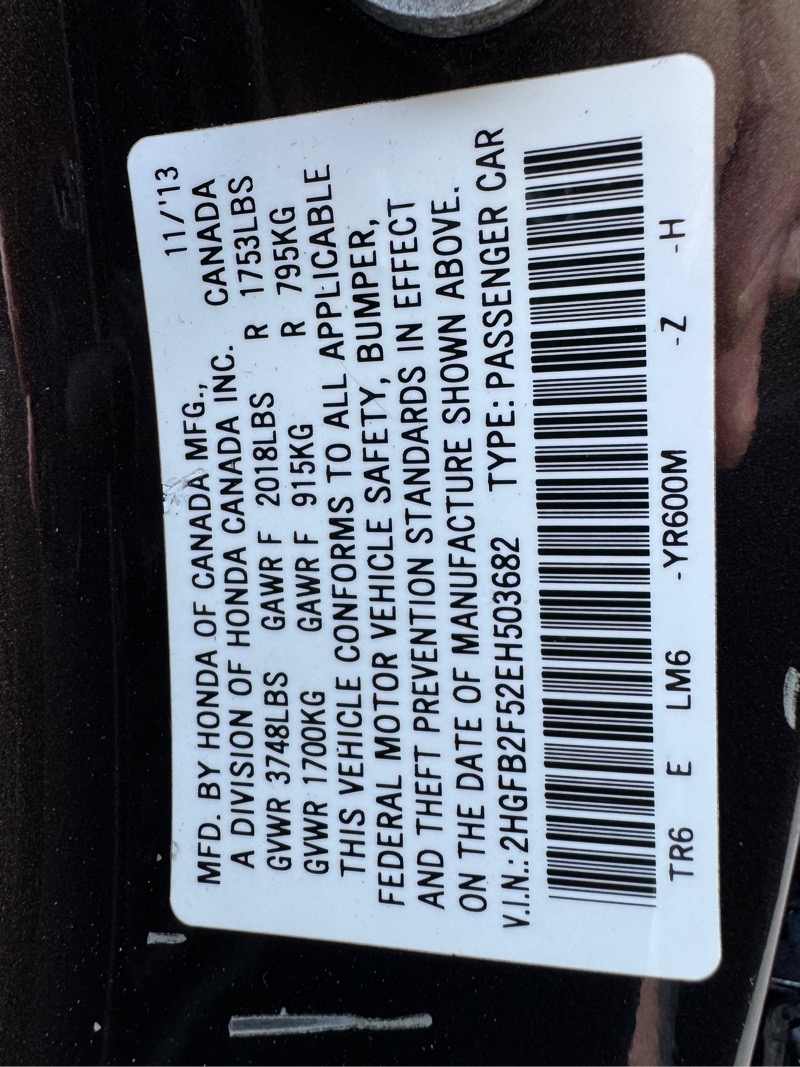 MFD. BY HONDA OF CANADA MFG., 11/'13
A DIVISION OF HONDA CANADA INC. CANADA
GVWR 3748LBS GAWR F 2018LBS R 1753LBS
GVWR 1700KG GAWR F 915KG R 795KG
THIS VEHICLE CONFORMS TO ALL APPLICABLE
FEDERAL MOTOR VEHICLE SAFETY, BUMPER,
AND THEFT PREVENTION STANDARDS IN EFFECT
ON THE DATE OF MANUFACTURE SHOWN ABOVE.
V.I.N.: 2HGFB2F52EH503682 TYPE: PASSENGER CAR
TR6 E LM6 -YR600M -Z -H